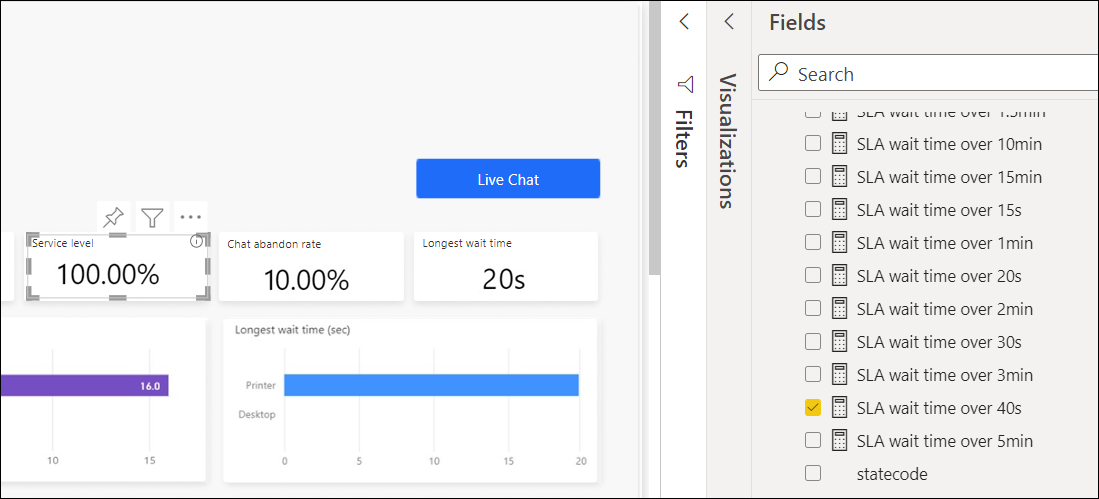 Live Chat
Service level
100.00%
Chat abandon rate
10.00%
Longest wait time
20s
16.0
10
15
Longest wait time (sec)
Printer
Desktop
0
5
10
15
20
Filters
Visualizations
Fields
Search
SLA wait time over 1.5min
SLA wait time over 10min
SLA wait time over 15min
SLA wait time over 15s
SLA wait time over 1min
SLA wait time over 20s
SLA wait time over 2min
SLA wait time over 30s
SLA wait time over 3min
SLA wait time over 40s
SLA wait time over 5min
statecode